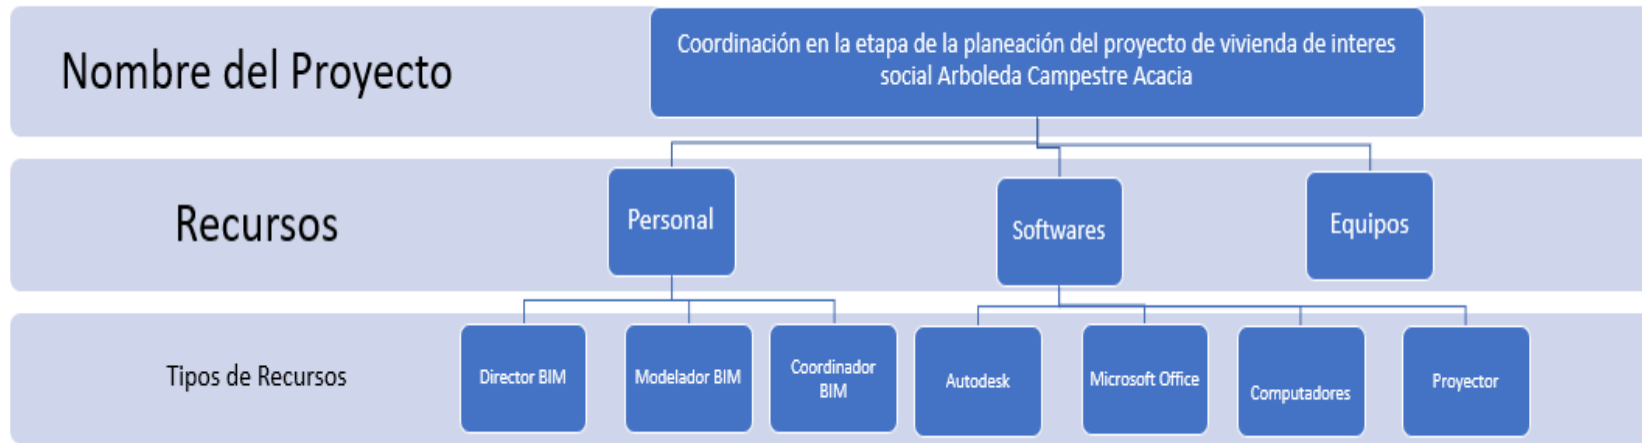 Nombre del Proyecto
Coordinación en la etapa de la planeación del proyecto de vivienda de interes
social Arboleda Campestre Acacia
Recursos
Personal
Softwares
Equipos
Tipos de Recursos
Director BIM
Modelador BIM
Coordinador
BIM
Autodesk
Microsoft Office
Computadores
Proyector